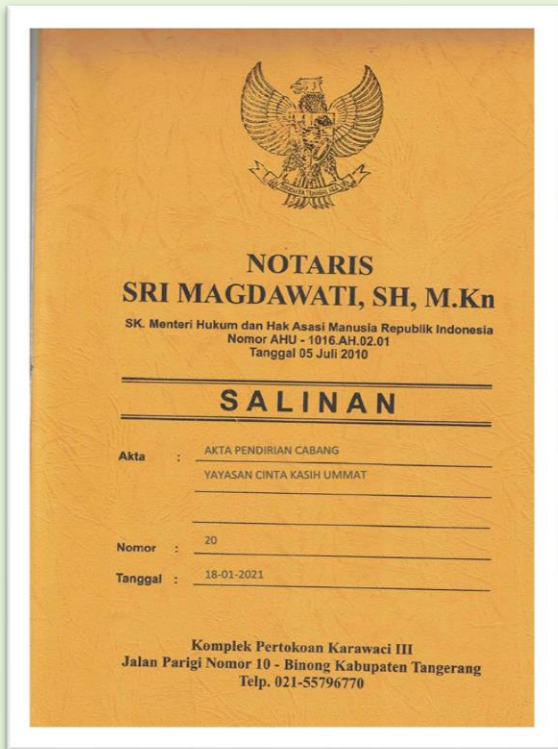 NOTARIS
SRI MAGDAWATI, SH, M.Kn
SK. Menteri Hukum dan Hak Asasi Manusia Republik Indonesia
Nomor AHU - 1016.AH.02.01
Tanggal 05 Juli 2010
SALINAN
Akta : AKTA PENDIRIAN CABANG
YAYASAN CINTA KASIH UMMAT
Nomor : 20
Tanggal : 18-01-2021
Komplek Pertokoan Karawaci III
Jalan Parigi Nomor 10 - Binong Kabupaten Tangerang
Telp. 021-55796770